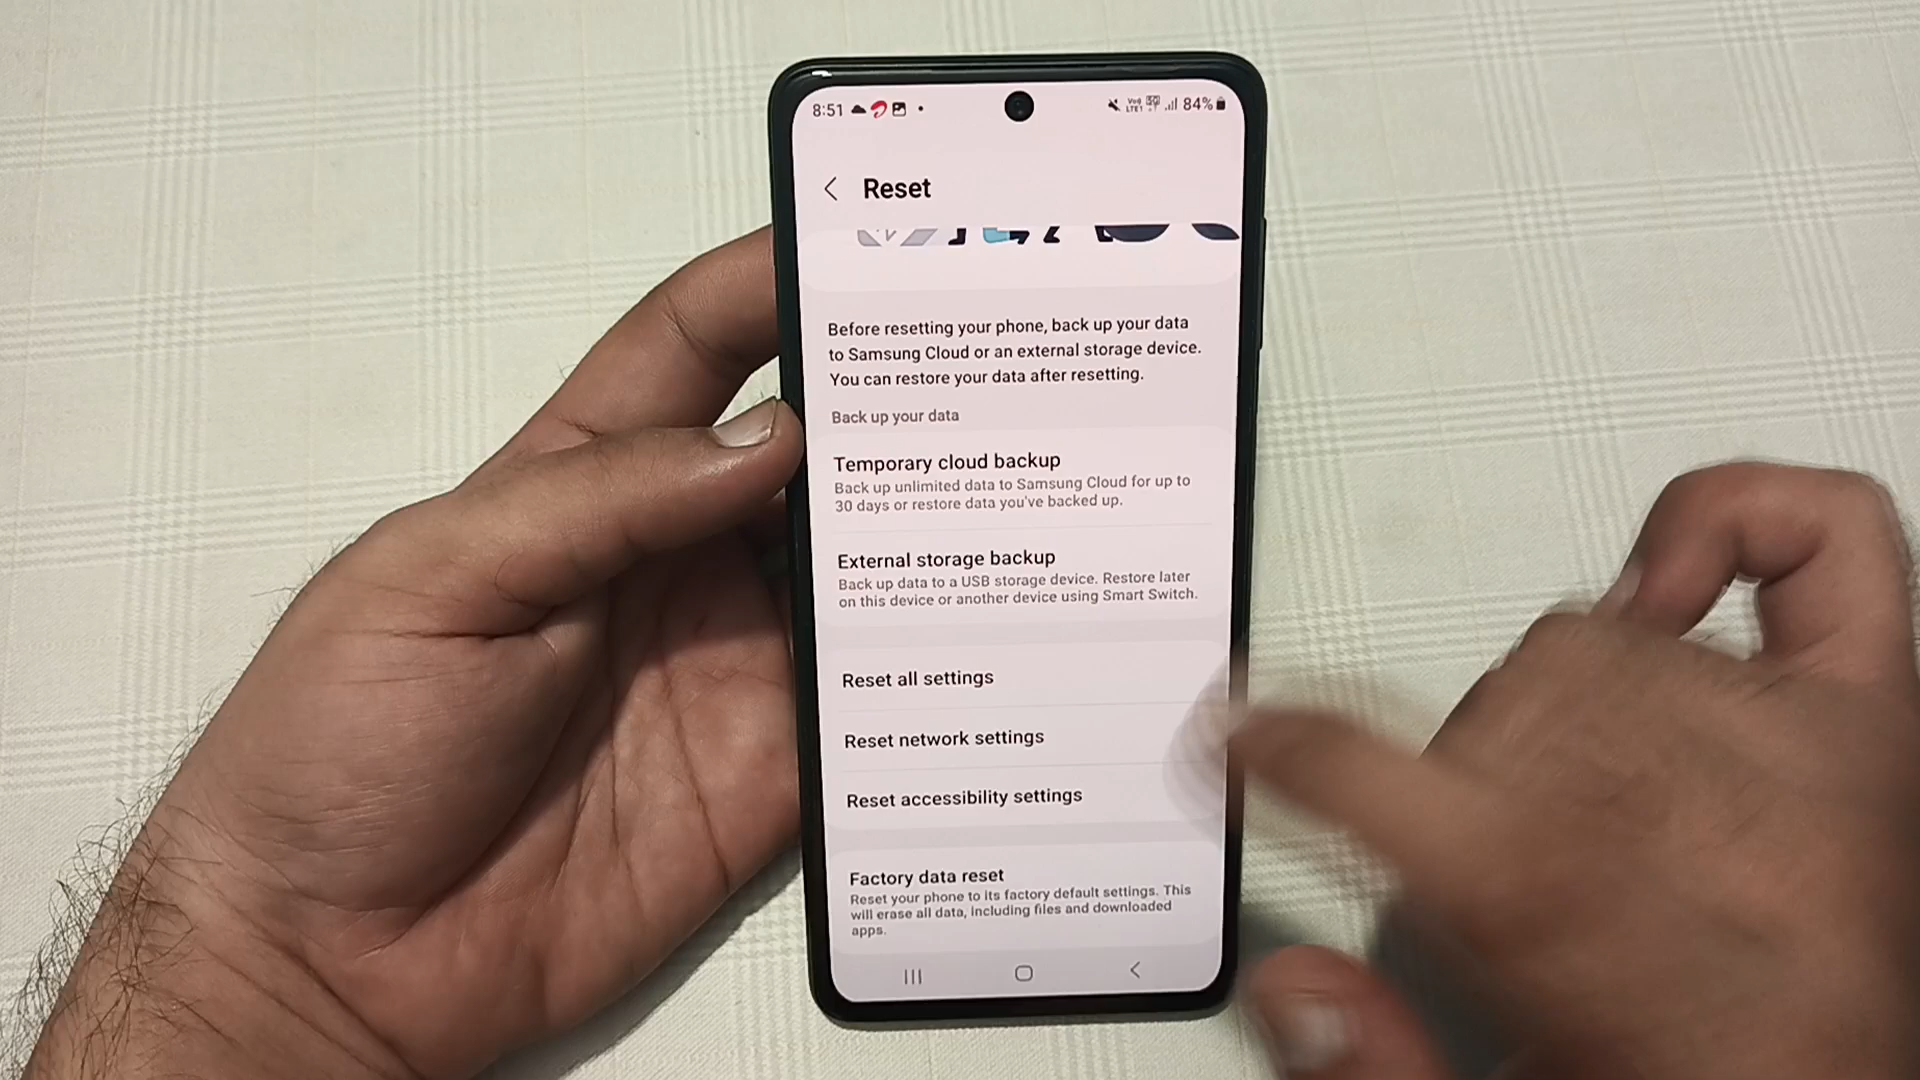 8:51
84%
Reset
Before resetting your phone, back up your data
to Samsung Cloud or an external storage device.
You can restore your data after resetting.
Back up your data
Temporary cloud backup
Back up unlimited data to Samsung Cloud for up to
30 days or restore data you've backed up.
External storage backup
Back up data to a USB storage device. Restore later
on this device or another device using Smart Switch.
Reset all settings
Reset network settings
Reset accessibility settings
Factory data reset
Reset your phone to its factory default settings. This
will erase all data, including files and downloaded
apps.